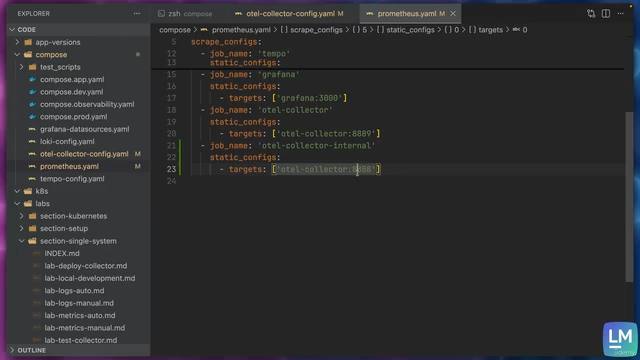 EXPLORER
zsh compose
otel-collector-config.yaml M
prometheus.yaml M
CODE
compose > prometheus.yaml > [ ] scrape_configs > { } 5 > [ ] static_configs > { } 0 > [ ] targets > 0
app-versions
compose
test_scripts
compose.app.yaml
compose.dev.yaml
compose.observability.yaml
compose.prod.yaml
grafana-datasources.yaml
loki-config.yaml
otel-collector-config.yaml M
prometheus.yaml M
tempo-config.yaml
k8s
labs
section-kubernetes
section-setup
section-single-system
INDEX.md
lab-deploy-collector.md
lab-local-development.md
lab-logs-auto.md
lab-logs-manual.md
lab-metrics-auto.md
lab-metrics-manual.md
lab-test-collector.md
OUTLINE
5 scrape_configs:
12 - job_name: 'tempo'
13 static_configs:
15 - job_name: 'grafana'
16 static_configs:
17 - targets: ['grafana:3000']
18 - job_name: 'otel-collector'
19 static_configs:
20 - targets: ['otel-collector:8889']
21 - job_name: 'otel-collector-internal'
22 static_configs:
23 - targets: ['otel-collector:8888']
24
LM